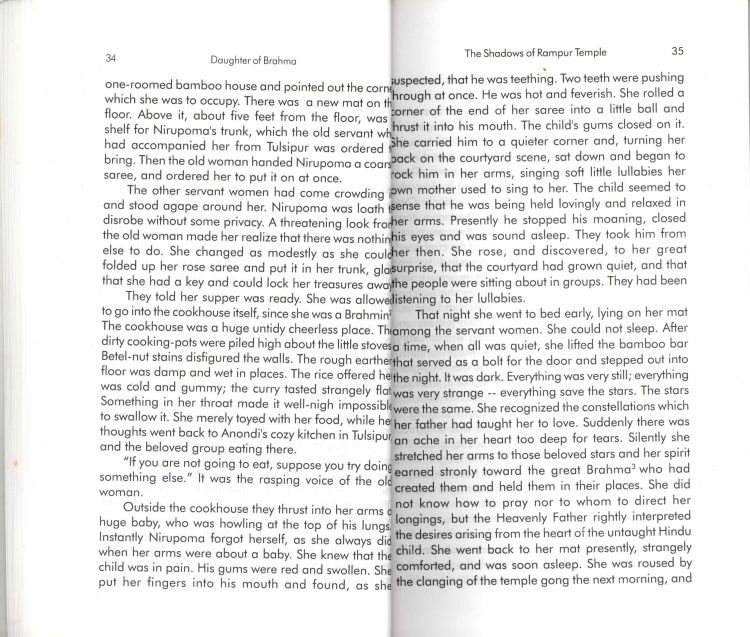 34
Daughter of Brahma
one-roomed bamboo house and pointed out the corne
which she was to occupy. There was a new mat on th
floor. Above it, about five feet from the floor, was
shelf for Nirupoma's trunk, which the old servant wh
had accompanied her from Tulsipur was ordered t
bring. Then the old woman handed Nirupoma a coars
saree, and ordered her to put it on at once.
The other servant women had come crowding i
and stood agape around her. Nirupoma was loath t
disrobe without some privacy. A threatening look fro
the old woman made her realize that there was nothin
else to do. She changed as modestly as she could
folded up her rose saree and put it in her trunk, gla
that she had a key and could lock her treasures away
They told her supper was ready. She was allowe
to go into the cookhouse itself, since she was a Brahmin
The cookhouse was a huge untidy cheerless place. Th
dirty cooking-pots were piled high about the little stoves
Betel-nut stains disfigured the walls. The rough earthe
floor was damp and wet in places. The rice offered he
was cold and gummy; the curry tasted strangely flat
Something in her throat made it well-nigh impossibl
to swallow it. She merely toyed with her food, while he
thoughts went back to Anondi's cozy kitchen in Tulsipur
and the beloved group eating there.
"If you are not going to eat, suppose you try doing
something else." It was the rasping voice of the old
woman.
Outside the cookhouse they thrust into her arms a
huge baby, who was howling at the top of his lungs
Instantly Nirupoma forgot herself, as she always did
when her arms were about a baby. She knew that the
child was in pain. His gums were red and swollen. She
put her fingers into his mouth and found, as she
The Shadows of Rampur Temple
35
suspected, that he was teething. Two teeth were pushing
hrough at once. He was hot and feverish. She rolled a
corner of the end of her saree into a little ball and
hrust it into his mouth. The child's gums closed on it.
She carried him to a quieter corner and, turning her
back on the courtyard scene, sat down and began to
rock him in her arms, singing soft little lullabies her
own mother used to sing to her. The child seemed to
sense that he was being held lovingly and relaxed in
her arms. Presently he stopped his moaning, closed
his eyes and was sound asleep. They took him from
her then. She rose, and discovered, to her great
surprise, that the courtyard had grown quiet, and that
the people were sitting about in groups. They had been
listening to her lullabies.
That night she went to bed early, lying on her mat
among the servant women. She could not sleep. After
a time, when all was quiet, she lifted the bamboo bar
that served as a bolt for the door and stepped out into
the night. It was dark. Everything was very still; everything
was very strange -- everything save the stars. The stars
were the same. She recognized the constellations which
her father had taught her to love. Suddenly there was
an ache in her heart too deep for tears. Silently she
stretched her arms to those beloved stars and her spirit
earned stronly toward the great Brahma³ who had
created them and held them in their places. She did
not know how to pray nor to whom to direct her
longings, but the Heavenly Father rightly interpreted
the desires arising from the heart of the untaught Hindu
child. She went back to her mat presently, strangely
comforted, and was soon asleep. She was roused by
the clanging of the temple gong the next morning, and